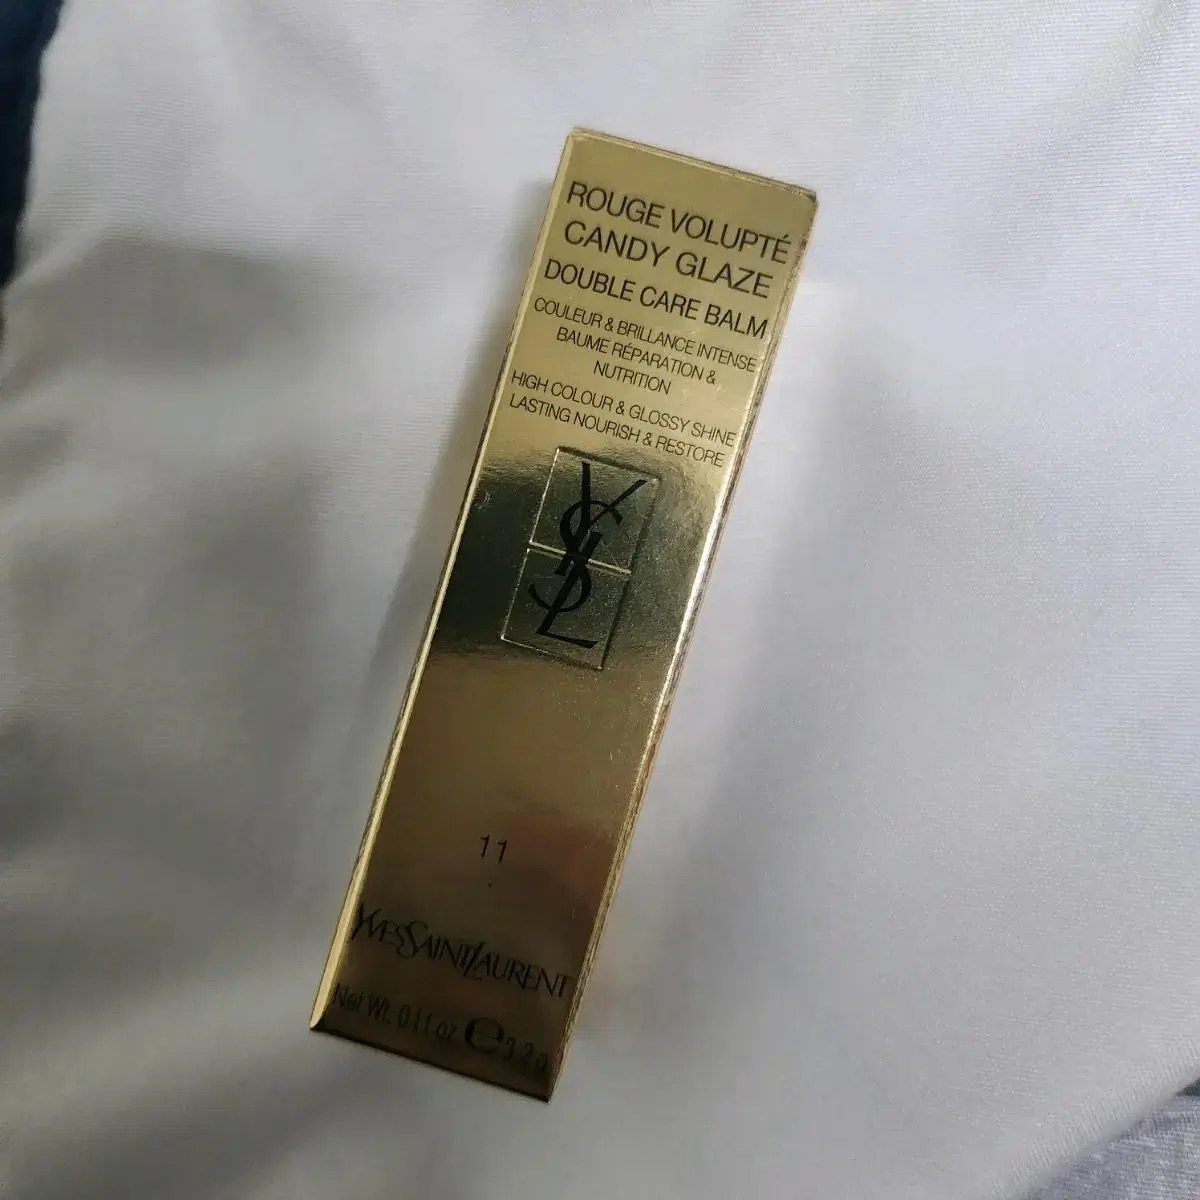 ROUGE VOLUPTÉ
CANDY GLAZE
DOUBLE CARE BALM
COULEUR & BRILLANCE INTENSE
BAUME RÉPARATION &
NUTRITION
HIGH COLOUR & GLOSSY SHINE
LASTING NOURISH & RESTORE
YSL
11
YVESSAINTLAURENT
Net Wt. 0.11 oz ℮ 3.2 g